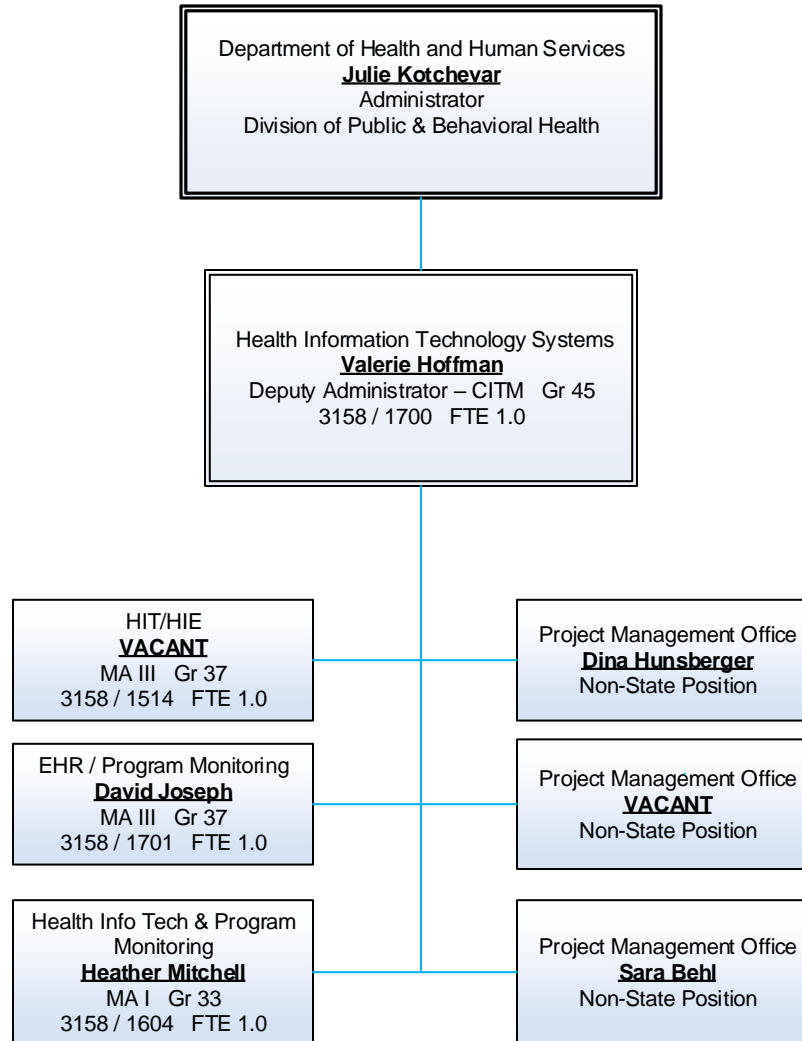 Department of Health and Human Services
Julie Kotchevar
Administrator
Division of Public & Behavioral Health
Health Information Technology Systems
Valerie Hoffman
Deputy Administrator – CITM Gr 45
3158 / 1700 FTE 1.0
HIT/HIE
VACANT
MA III Gr 37
3158 / 1514 FTE 1.0
Project Management Office
Dina Hunsberger
Non-State Position
EHR / Program Monitoring
David Joseph
MA III Gr 37
3158 / 1701 FTE 1.0
Project Management Office
VACANT
Non-State Position
Health Info Tech & Program
Monitoring
Heather Mitchell
MA I Gr 33
3158 / 1604 FTE 1.0
Project Management Office
Sara Behl
Non-State Position